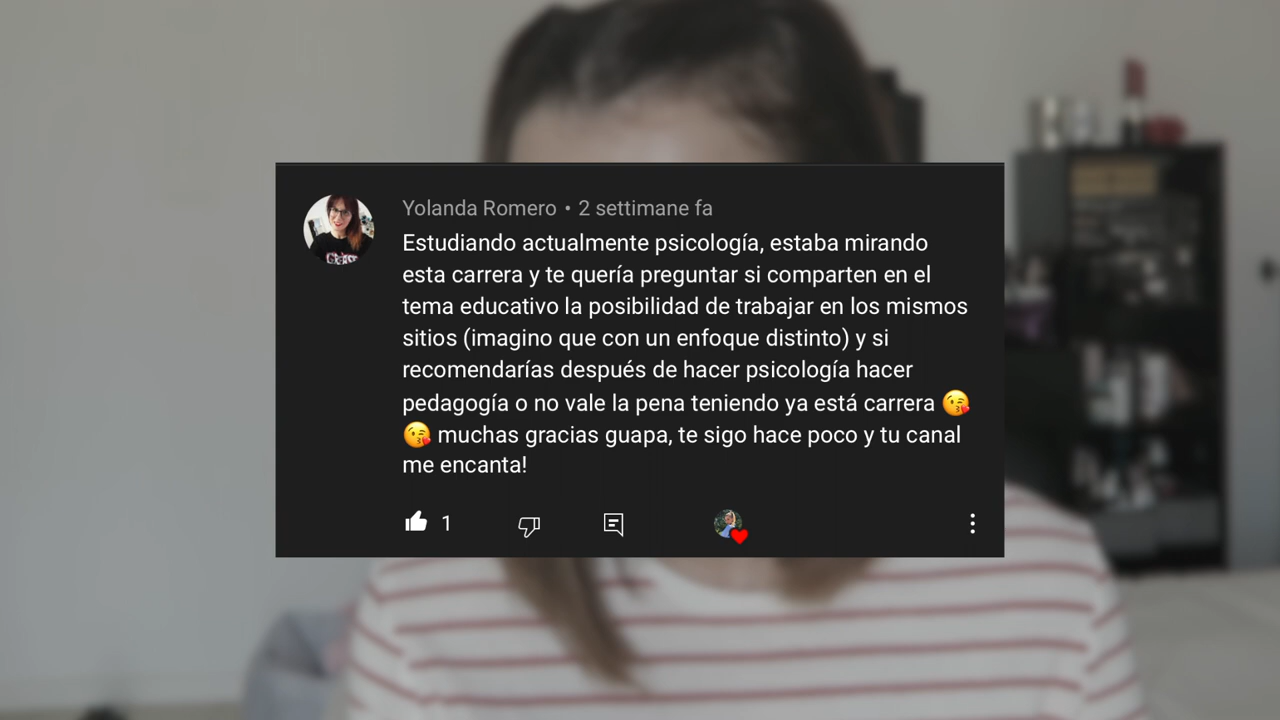 Yolanda Romero • 2 settimane fa
Estudiando actualmente psicología, estaba mirando
esta carrera y te quería preguntar si comparten en el
tema educativo la posibilidad de trabajar en los mismos
sitios (imagino que con un enfoque distinto) y si
recomendarías después de hacer psicología hacer
pedagogía o no vale la pena teniendo ya está carrera 😘
😘 muchas gracias guapa, te sigo hace poco y tu canal
me encanta!
1